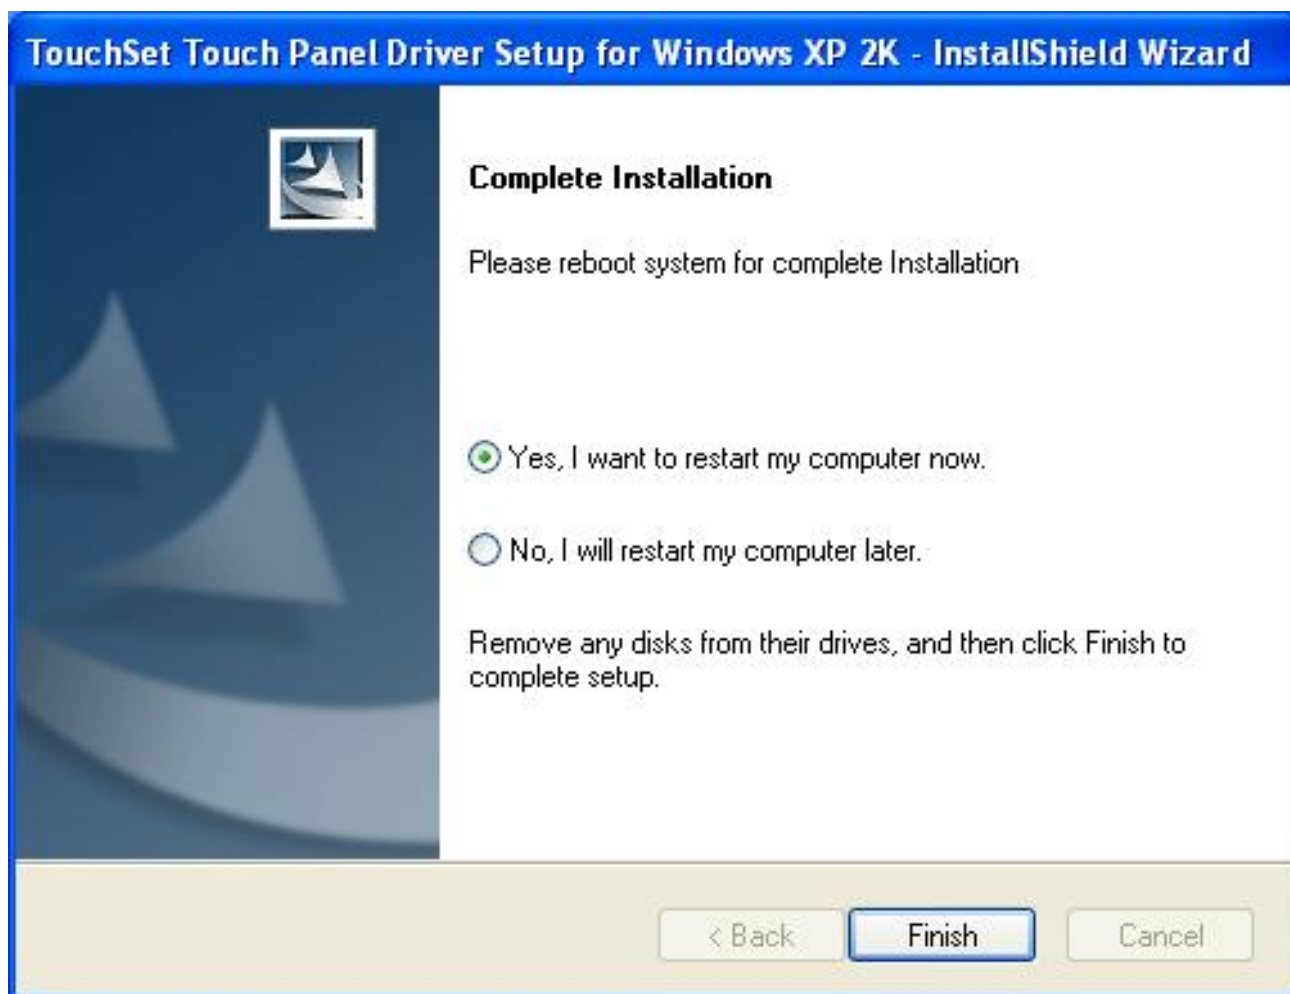 TouchSet Touch Panel Driver Setup for Windows XP 2K - InstallShield Wizard
Complete Installation
Please reboot system for complete Installation
Yes, I want to restart my computer now.
No, I will restart my computer later.
Remove any disks from their drives, and then click Finish to
complete setup.
< Back
Finish
Cancel